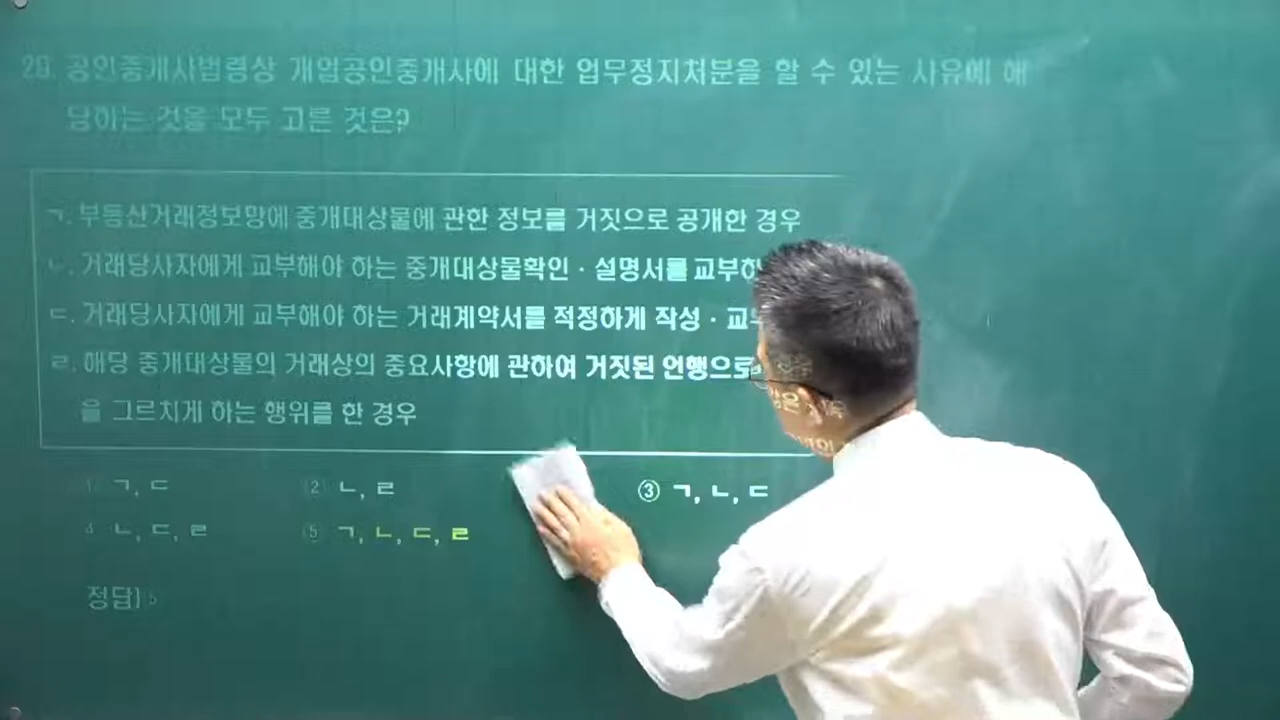 29. 공인중개사법령상 개업공인중개사에 대한 업무정지처분을 할 수 있는 사유에 해
당하는 것을 모두 고른 것은?
ㄱ. 부동산거래정보망에 중개대상물에 관한 정보를 거짓으로 공개한 경우
ㄴ. 거래당사자에게 교부해야 하는 중개대상물확인·설명서를 교부하
ㄷ. 거래당사자에게 교부해야 하는 거래계약서를 적정하게 작성·교부
ㄹ. 해당 중개대상물의 거래상의 중요사항에 관하여 거짓된 언행으로
을 그르치게 하는 행위를 한 경우
① ㄱ, ㄷ ② ㄴ, ㄹ ③ ㄱ, ㄴ, ㄷ
4 ㄴ, ㄷ, ㄹ ⑤ ㄱ, ㄴ, ㄷ, ㄹ
정답] 5